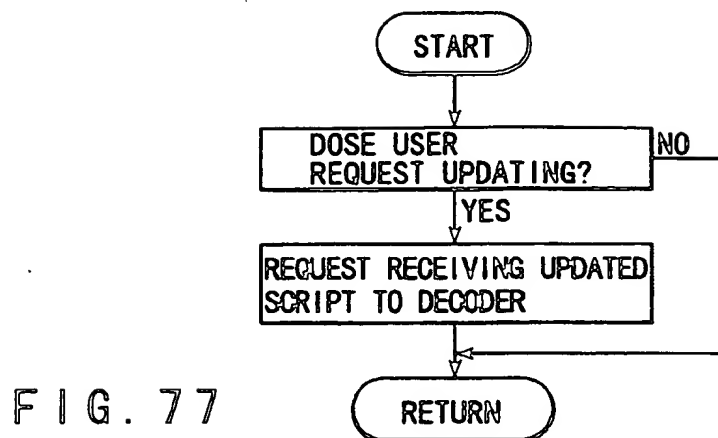 START
DOSE USER
REQUEST UPDATING?
NO
YES
REQUEST RECEIVING UPDATED
SCRIPT TO DECODER
RETURN
FIG. 77